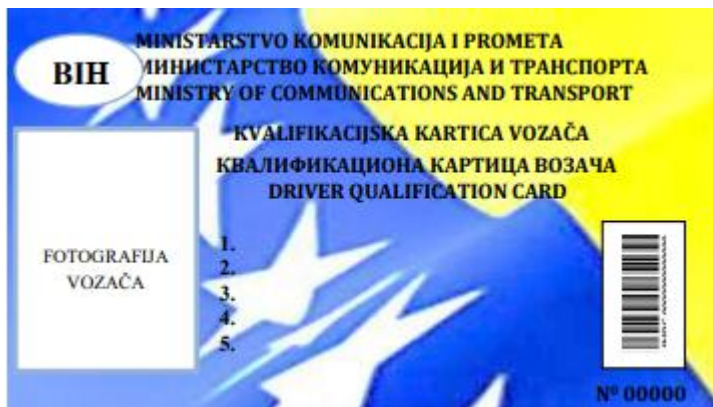 BIH
MINISTARSTVO KOMUNIKACIJA I PROMETA
МИНИСТАРСТВО КОМУНИКАЦИЈА И ТРАНСПОРТА
MINISTRY OF COMMUNICATIONS AND TRANSPORT
KVALIFIKACIJSKA KARTICA VOZAČA
КВАЛИФИКАЦИОНА КАРТИЦА ВОЗАЧА
DRIVER QUALIFICATION CARD
FOTOGRAFIJA
VOZAČA
1.
2.
3.
4.
5.
Nº 00000